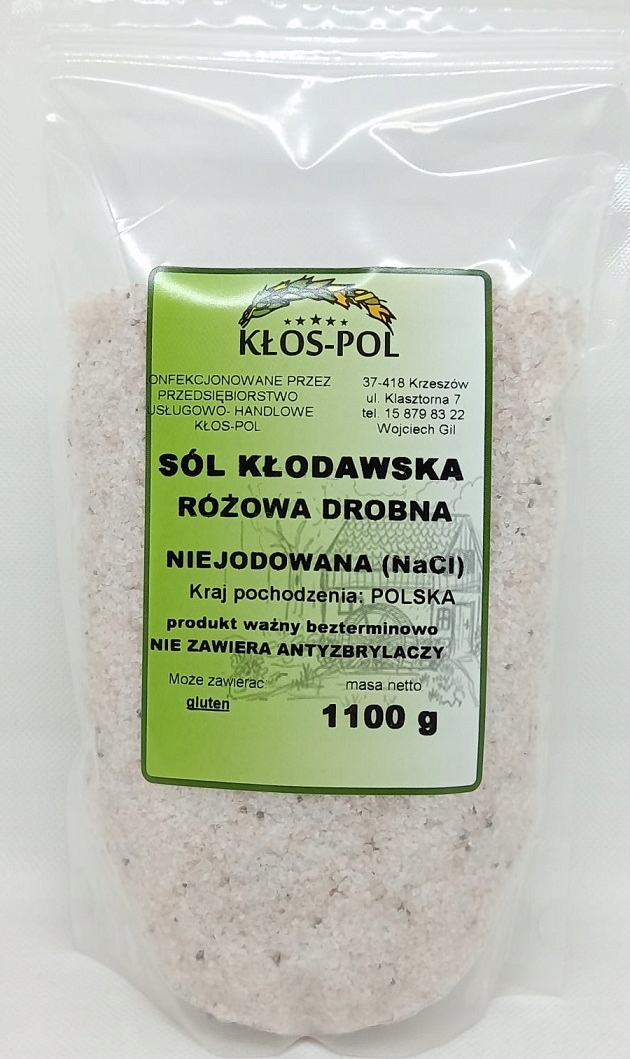 KŁOS-POL
ONFEKCJONOWANE PRZEZ
PRZEDSIĘBIORSTWO
USŁUGOWO- HANDLOWE
KŁOS-POL
37-418 Krzeszów
ul. Klasztorna 7
tel. 15 879 83 22
Wojciech Gil
SÓL KŁODAWSKA
RÓŻOWA DROBNA
NIEJODOWANA (NaCl)
Kraj pochodzenia: POLSKA
produkt ważny bezterminowo
NIE ZAWIERA ANTYZBRYLACZY
Może zawierać:
gluten
masa netto
1100 g